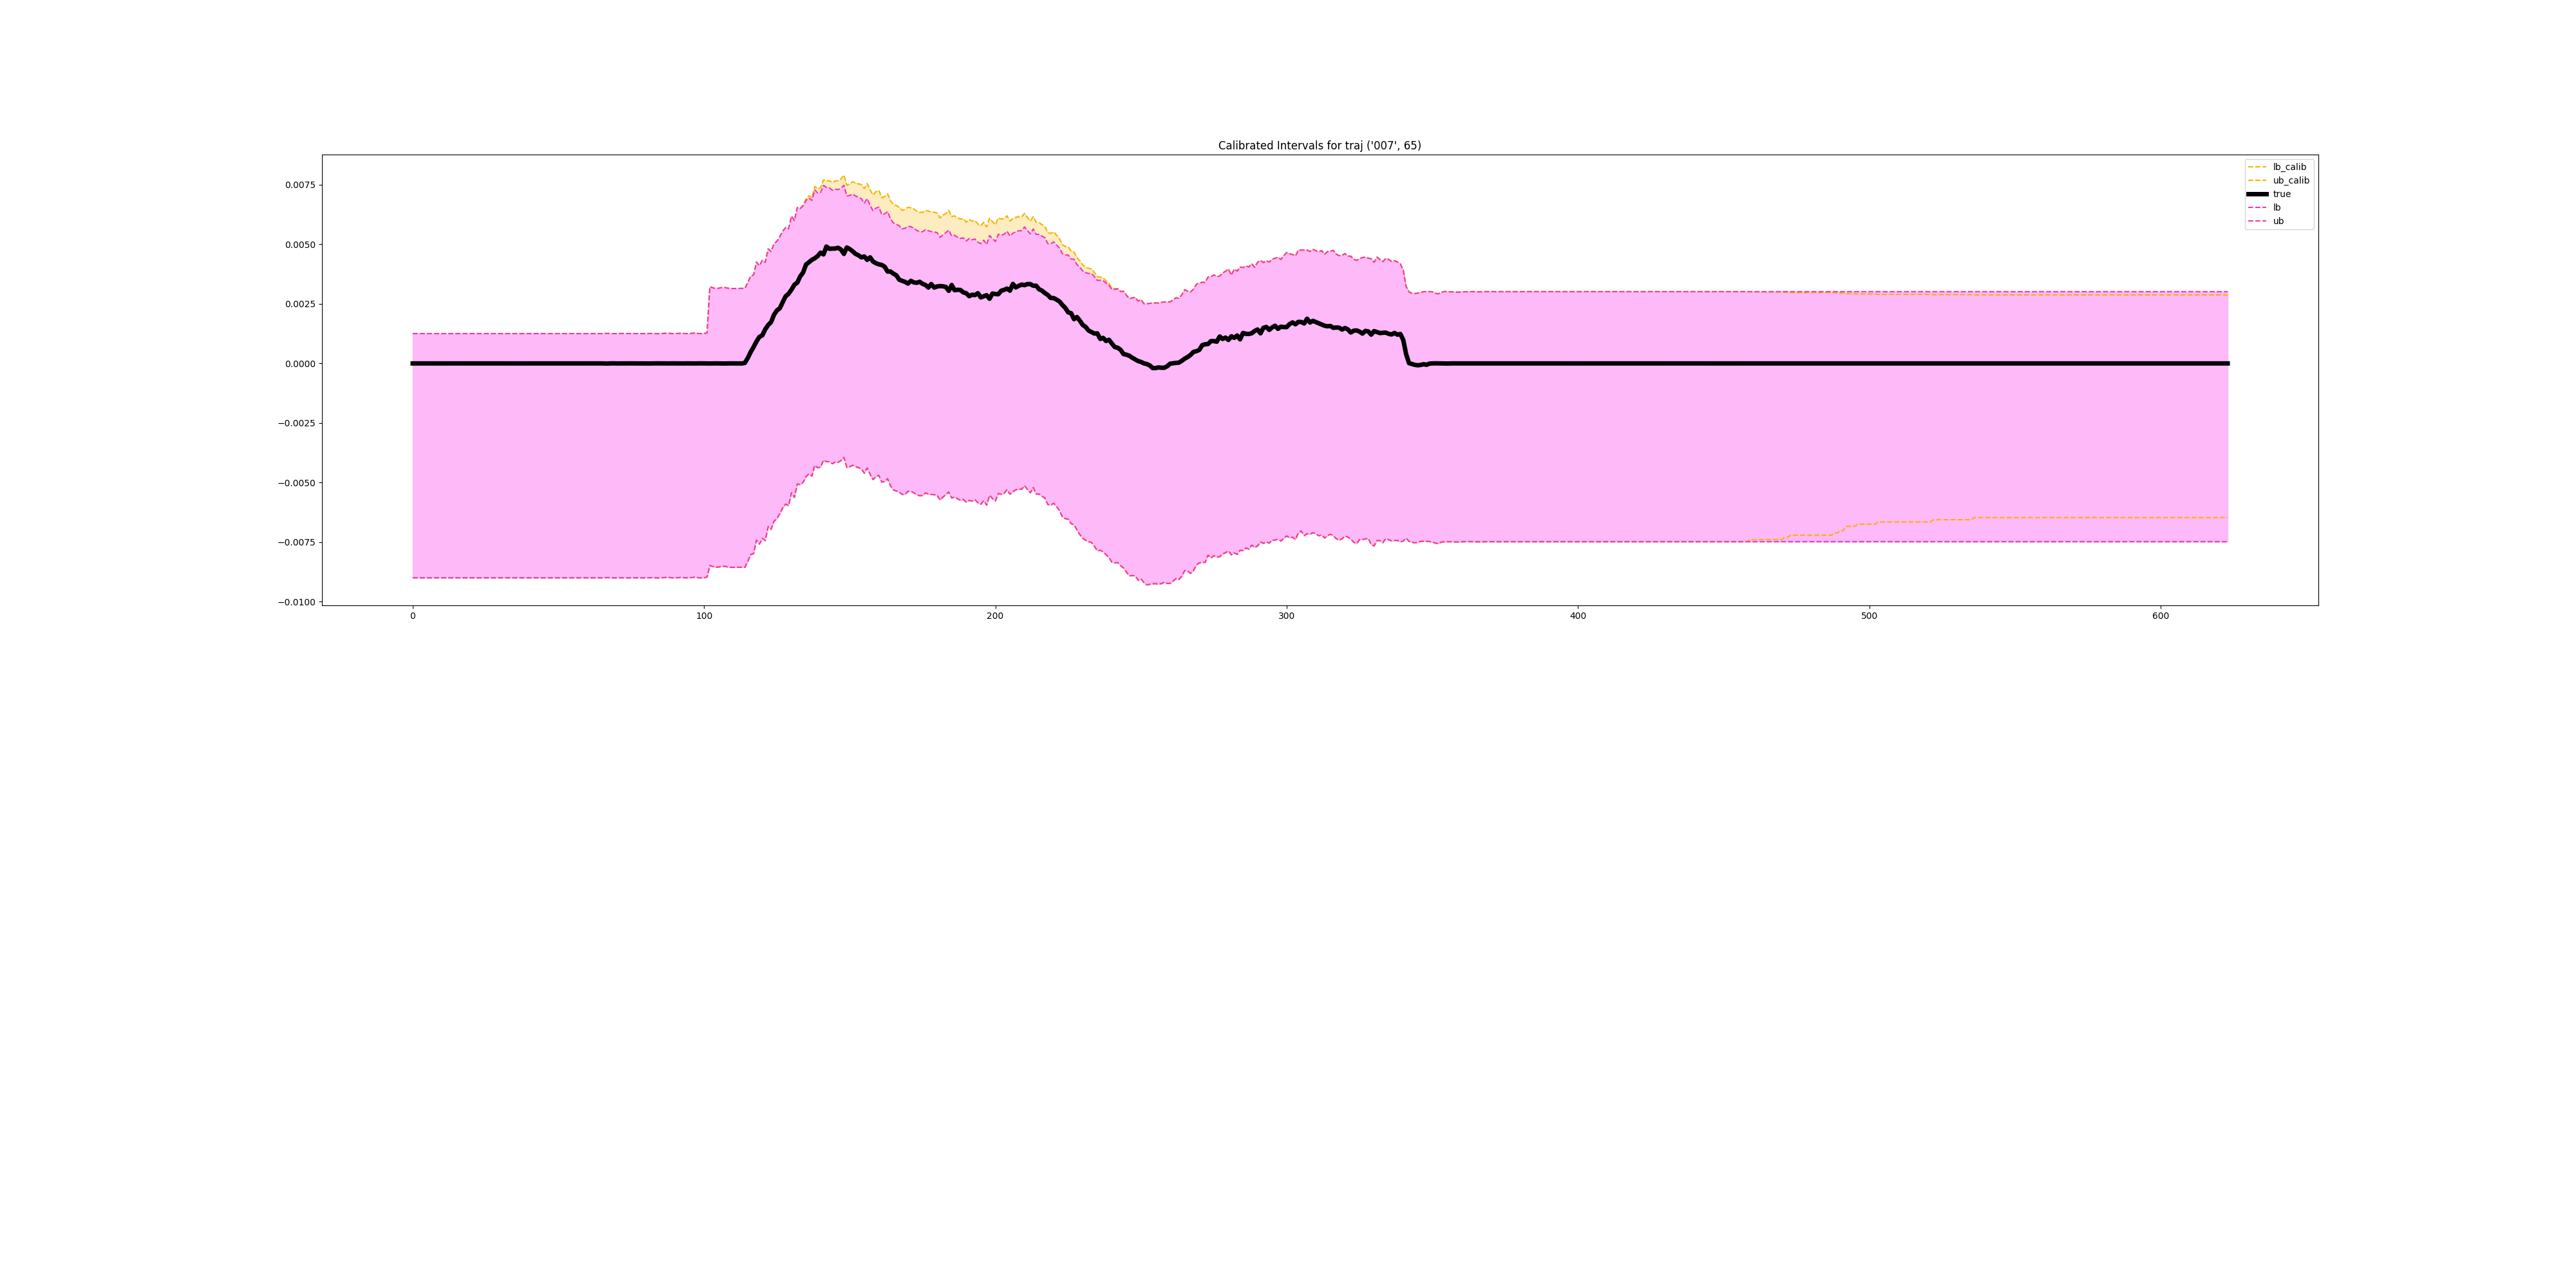 Calibrated Intervals for traj ('007', 65)
lb_calib
ub_calib
true
lb
ub
0.0075
0.0050
0.0025
0.0000
−0.0025
−0.0050
−0.0075
−0.0100
0 100 200 300 400 500 600